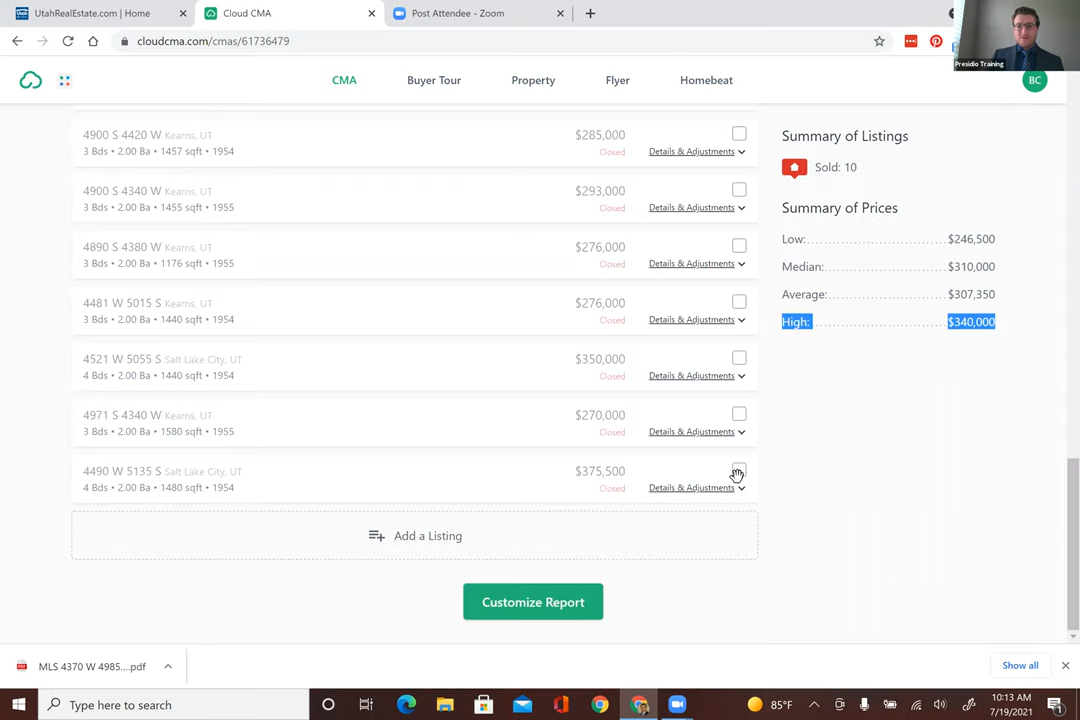 UtahRealEstate.com | Home
Cloud CMA
Post Attendee - Zoom
cloudcma.com/cmas/61736479
Presidio Training
CMA
Buyer Tour
Property
Flyer
Homebeat
BC
4900 S 4420 W Kearns, UT
$285,000
3 Bds • 2.00 Ba • 1457 sqft • 1954
Closed
Details & Adjustments
4900 S 4340 W Kearns, UT
$293,000
3 Bds • 2.00 Ba • 1455 sqft • 1955
Closed
Details & Adjustments
4890 S 4380 W Kearns, UT
$276,000
3 Bds • 2.00 Ba • 1176 sqft • 1955
Closed
Details & Adjustments
4481 W 5015 S Kearns, UT
$276,000
3 Bds • 2.00 Ba • 1440 sqft • 1954
Closed
Details & Adjustments
4521 W 5055 S Salt Lake City, UT
$350,000
4 Bds • 2.00 Ba • 1440 sqft • 1954
Closed
Details & Adjustments
4971 S 4340 W Kearns, UT
$270,000
3 Bds • 2.00 Ba • 1580 sqft • 1955
Closed
Details & Adjustments
4490 W 5135 S Salt Lake City, UT
$375,500
4 Bds • 2.00 Ba • 1480 sqft • 1954
Closed
Details & Adjustments
Add a Listing
Customize Report
Summary of Listings
Sold: 10
Summary of Prices
Low: $246,500
Median: $310,000
Average: $307,350
High: $340,000
MLS 4370 W 4985....pdf
Show all
Type here to search
85°F
10:13 AM
7/19/2021
1